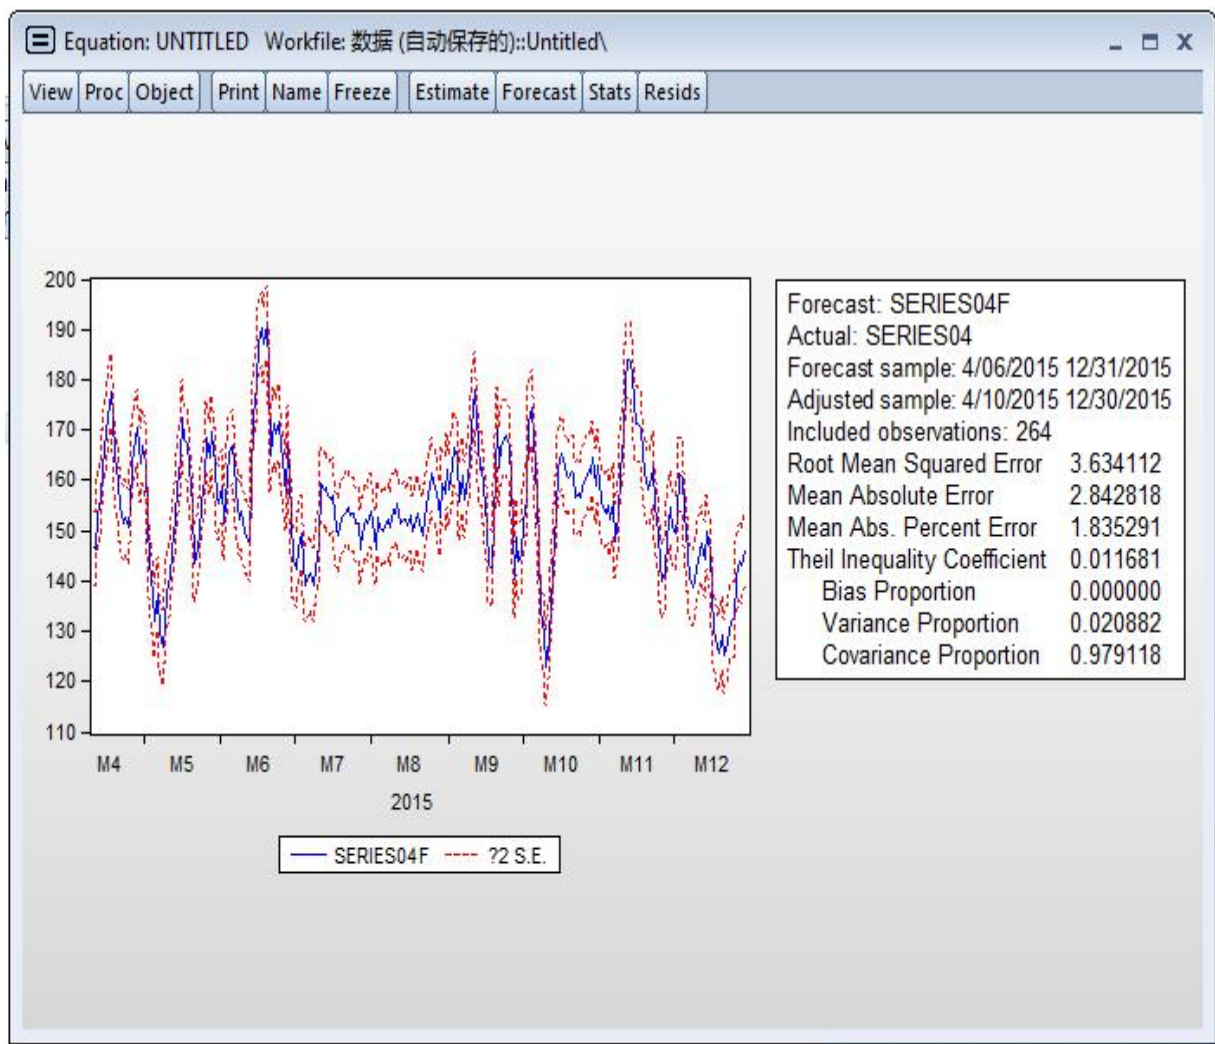 Equation: UNTITLED Workfile: 数据 (自动保存的)::Untitled\
View Proc Object Print Name Freeze Estimate Forecast Stats Resids
200
190
180
170
160
150
140
130
120
110
M4 M5 M6 M7 M8 M9 M10 M11 M12
2015
SERIES04F ?2 S.E.
Forecast: SERIES04F
Actual: SERIES04
Forecast sample: 4/06/2015 12/31/2015
Adjusted sample: 4/10/2015 12/30/2015
Included observations: 264
Root Mean Squared Error 3.634112
Mean Absolute Error 2.842818
Mean Abs. Percent Error 1.835291
Theil Inequality Coefficient 0.011681
Bias Proportion 0.000000
Variance Proportion 0.020882
Covariance Proportion 0.979118